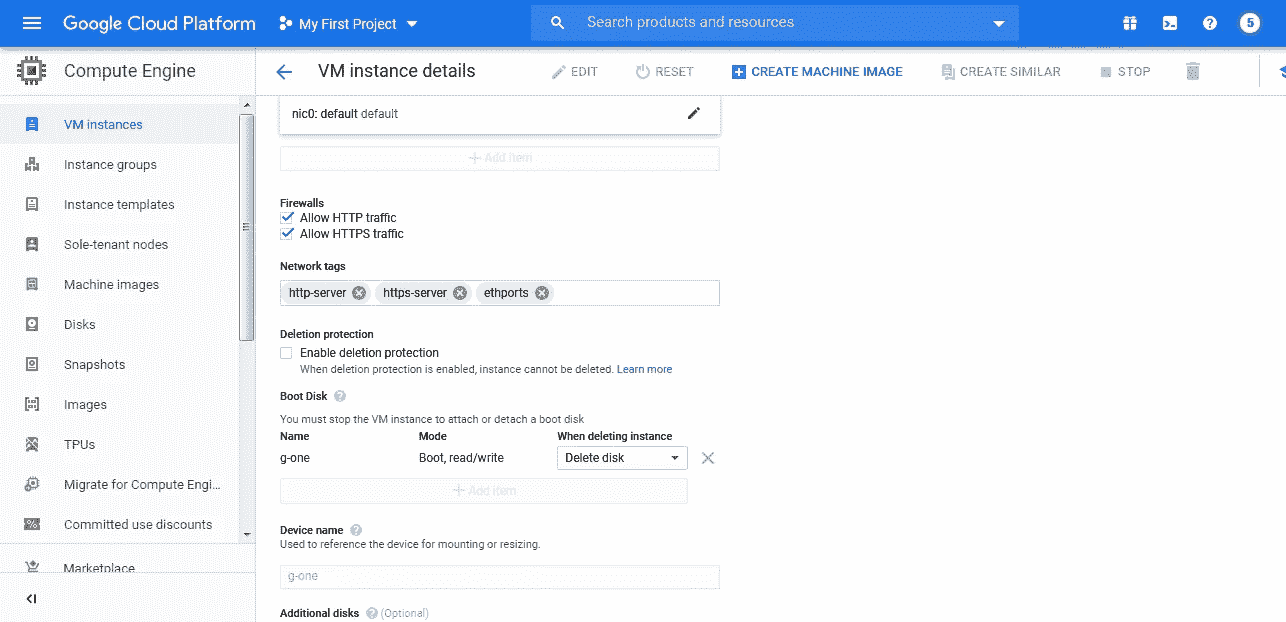 Google Cloud Platform
My First Project
Search products and resources
5
Compute Engine
VM instance details
EDIT
RESET
CREATE MACHINE IMAGE
CREATE SIMILAR
STOP
VM instances
Instance groups
Instance templates
Sole-tenant nodes
Machine images
Disks
Snapshots
Images
TPUs
Migrate for Compute Engi...
Committed use discounts
Marketplace
nic0: default default
+ Add item
Firewalls
Allow HTTP traffic
Allow HTTPS traffic
Network tags
http-server https-server ethports
Deletion protection
Enable deletion protection
When deletion protection is enabled, instance cannot be deleted. Learn more
Boot Disk ?
You must stop the VM instance to attach or detach a boot disk
Name Mode When deleting instance
g-one Boot, read/write Delete disk
+ Add item
Device name ?
Used to reference the device for mounting or resizing.
g-one
Additional disks ? (Optional)